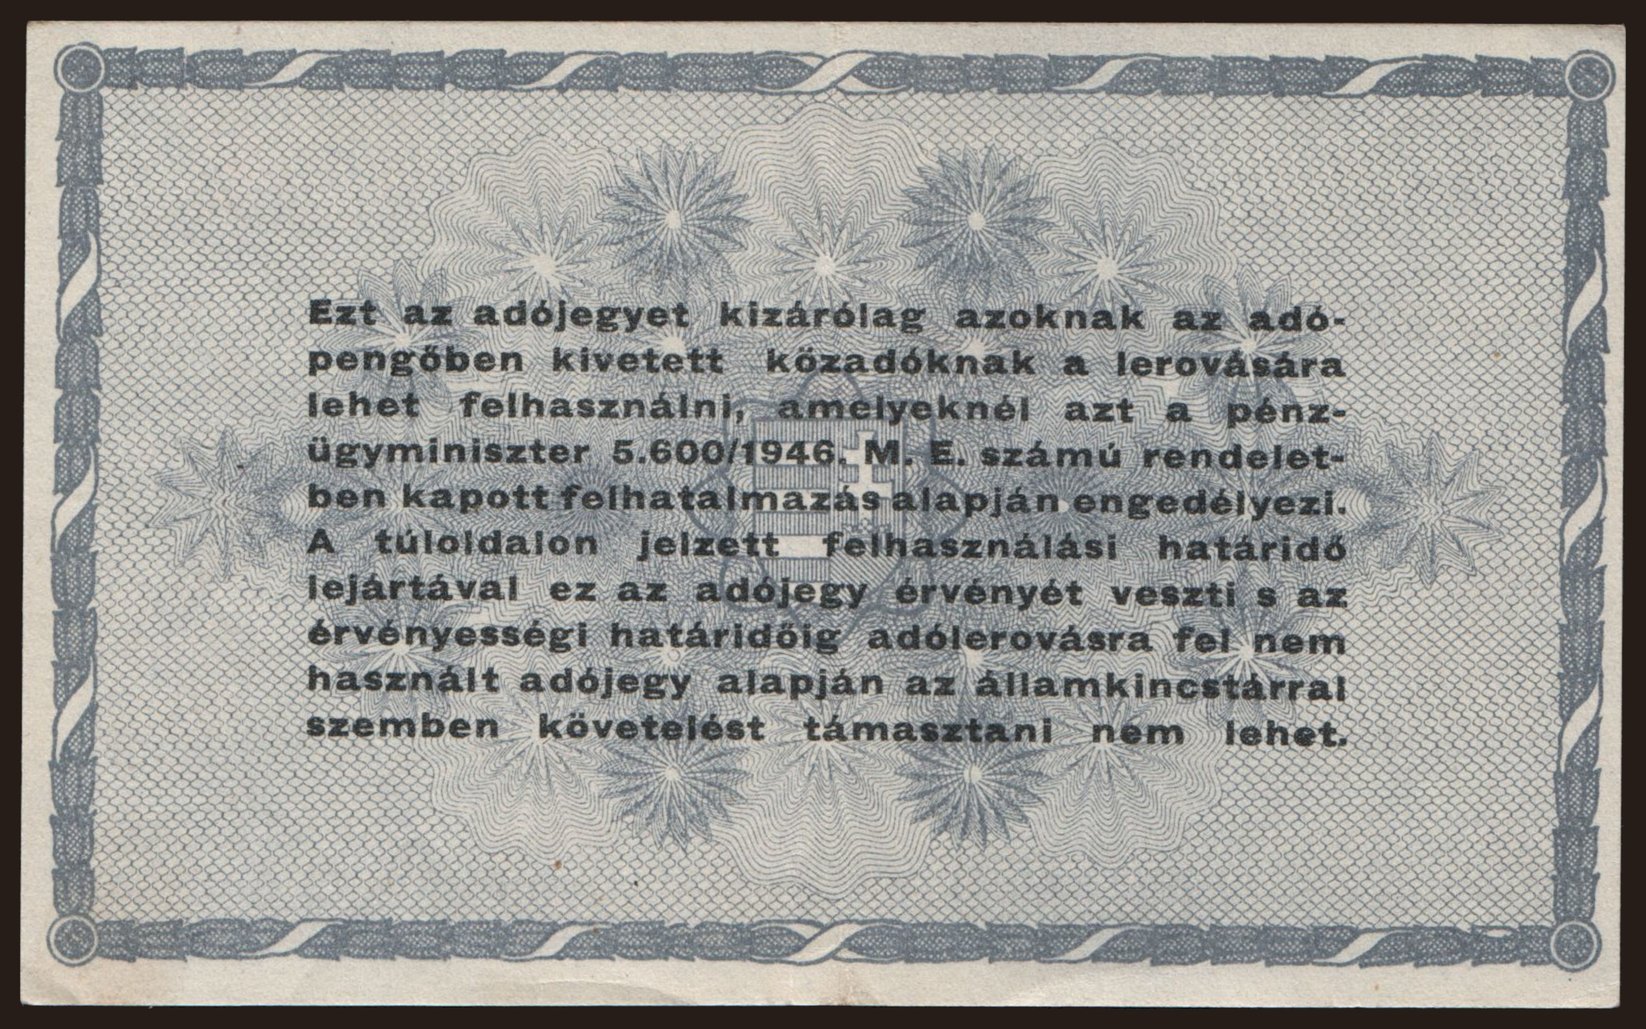 Ezt az adójegyet kizárólag azoknak az adó-
pengőben kivetett közadóknak a lerovására
lehet felhasználni, amelyeknél azt a pénz-
ügyminiszter 5.600/1946. M. E. számú rendelet-
ben kapott felhatalmazás alapján engedélyezi.
A túloldalon jelzett felhasználási határidő
lejártával ez az adójegy érvényét veszti s az
érvényességi határidőig adólerovásra fel nem
használt adójegy alapján az államkincstárral
szemben követelést támasztani nem lehet.